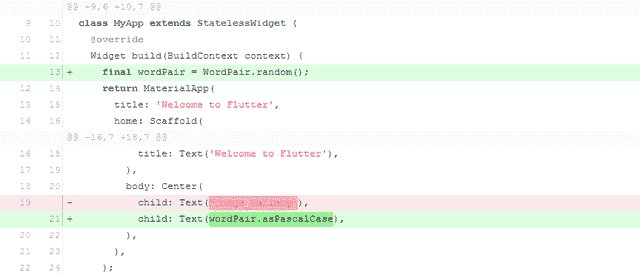 @@ -9,6 +10,7 @@
9 10 class MyApp extends StatelessWidget {
10 11 @override
11 12 Widget build(BuildContext context) {
13 + final wordPair = WordPair.random();
12 14 return MaterialApp(
13 15 title: 'Welcome to Flutter',
14 16 home: Scaffold(
@@ -16,7 +18,7 @@
16 18 title: Text('Welcome to Flutter'),
17 19 ),
18 20 body: Center(
19 - child: Text( ),
21 + child: Text(wordPair.asPascalCase),
20 22 ),
21 23 ),
22 24 );